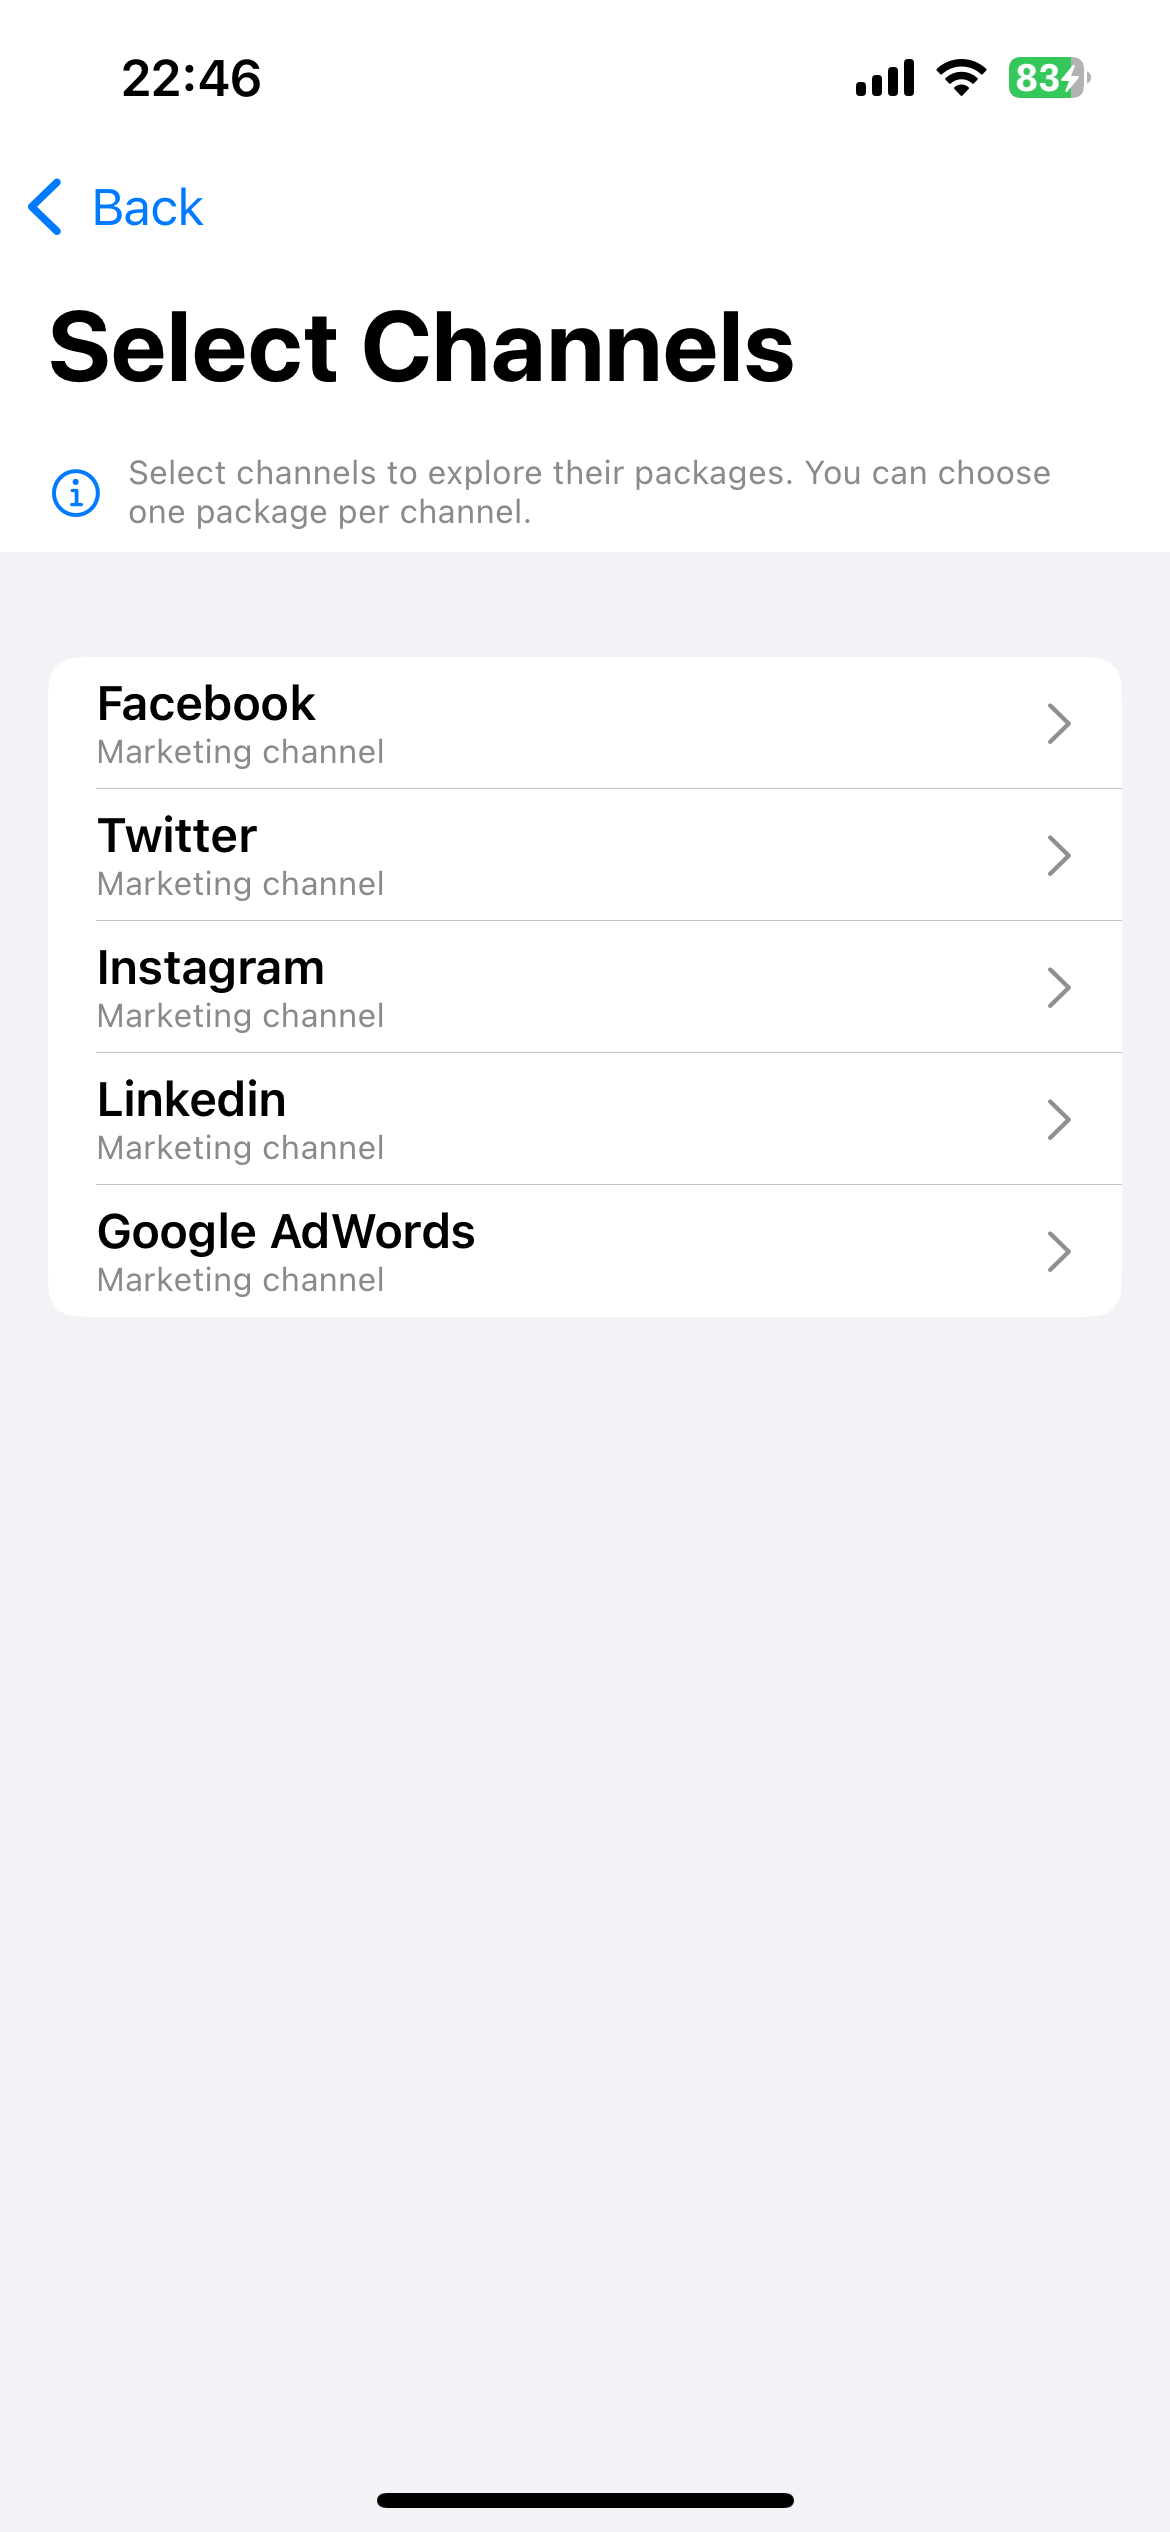 22:46
83
Back
Select Channels
Select channels to explore their packages. You can choose
one package per channel.
Facebook
Marketing channel
Twitter
Marketing channel
Instagram
Marketing channel
Linkedin
Marketing channel
Google AdWords
Marketing channel